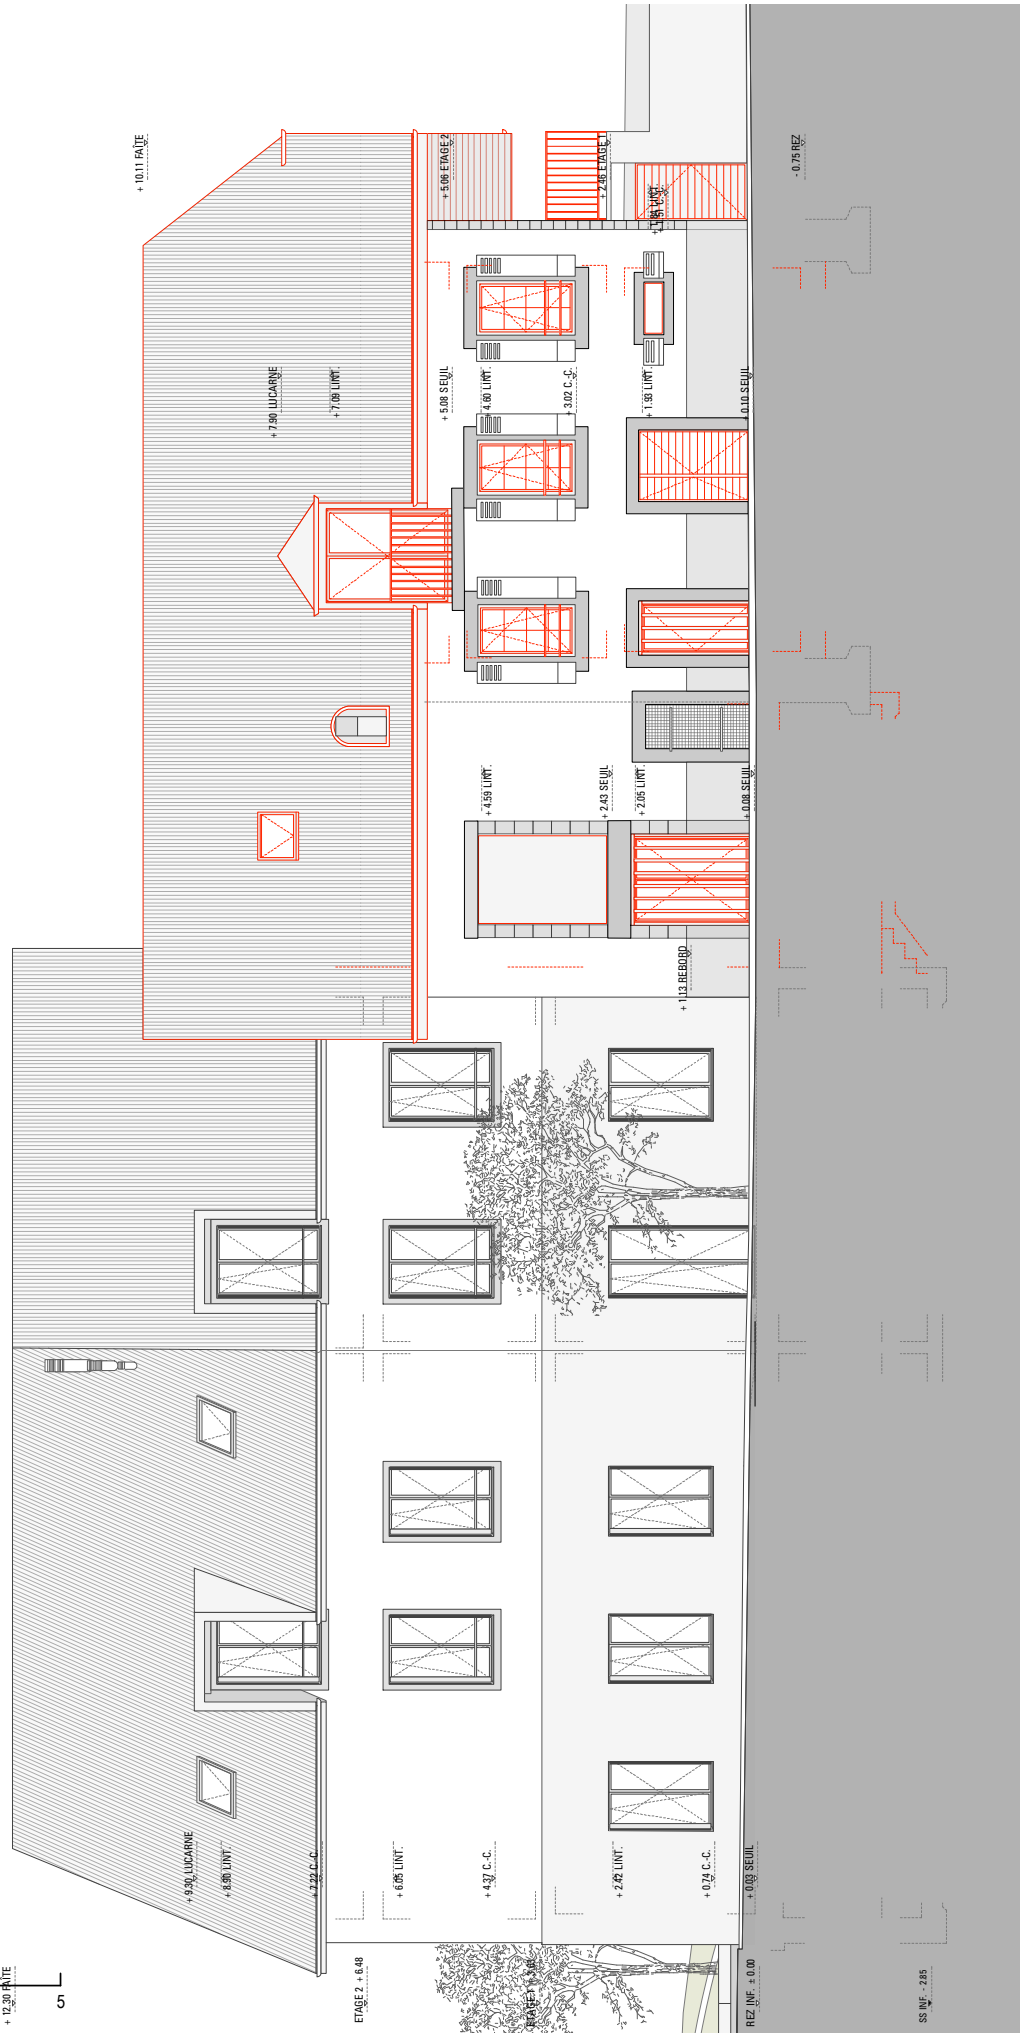 + 10.11 FAÎTE
+ 5.06 ETAGE 2
+ 2.46 ETAGE 1
- 0.75 REZ
+ 7.90 LUCARNE
+ 7.09 LINT.
+ 5.08 SEUIL
+ 4.60 LINT.
+ 3.02 C.-C.
+ 1.93 LINT.
+ 0.10 SEUIL
+ 4.59 LINT.
+ 2.43 SEUIL
+ 2.05 LINT.
+ 0.08 SEUIL
+ 1.13 REBORD
+ 9.30 LUCARNE
+ 8.90 LINT.
+ 7.22 C.-C.
+ 6.05 LINT.
+ 4.37 C.-C.
+ 2.42 LINT.
+ 0.74 C.-C.
+ 0.03 SEUIL
+ 12.30 FAÎTE
ETAGE 2 + 6.48
ETAGE 1
REZ INF. ± 0.00
SS INF. - 2.85
5